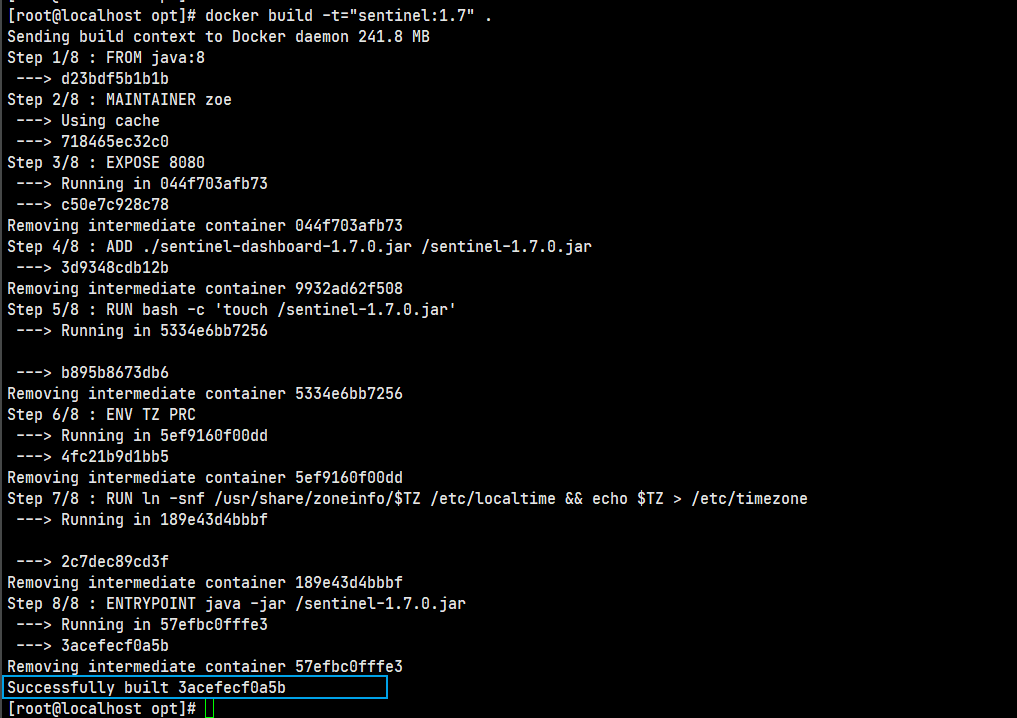 [root@localhost opt]# docker build -t="sentinel:1.7" .
Sending build context to Docker daemon 241.8 MB
Step 1/8 : FROM java:8
 ---> d23bdf5b1b1b
Step 2/8 : MAINTAINER zoe
 ---> Using cache
 ---> 718465ec32c0
Step 3/8 : EXPOSE 8080
 ---> Running in 044f703afb73
 ---> c50e7c928c78
Removing intermediate container 044f703afb73
Step 4/8 : ADD ./sentinel-dashboard-1.7.0.jar /sentinel-1.7.0.jar
 ---> 3d9348cdb12b
Removing intermediate container 9932ad62f508
Step 5/8 : RUN bash -c 'touch /sentinel-1.7.0.jar'
 ---> Running in 5334e6bb7256

 ---> b895b8673db6
Removing intermediate container 5334e6bb7256
Step 6/8 : ENV TZ PRC
 ---> Running in 5ef9160f00dd
 ---> 4fc21b9d1bb5
Removing intermediate container 5ef9160f00dd
Step 7/8 : RUN ln -snf /usr/share/zoneinfo/$TZ /etc/localtime && echo $TZ > /etc/timezone
 ---> Running in 189e43d4bbbf

 ---> 2c7dec89cd3f
Removing intermediate container 189e43d4bbbf
Step 8/8 : ENTRYPOINT java -jar /sentinel-1.7.0.jar
 ---> Running in 57efbc0fffe3
 ---> 3acefecf0a5b
Removing intermediate container 57efbc0fffe3
Successfully built 3acefecf0a5b
[root@localhost opt]#